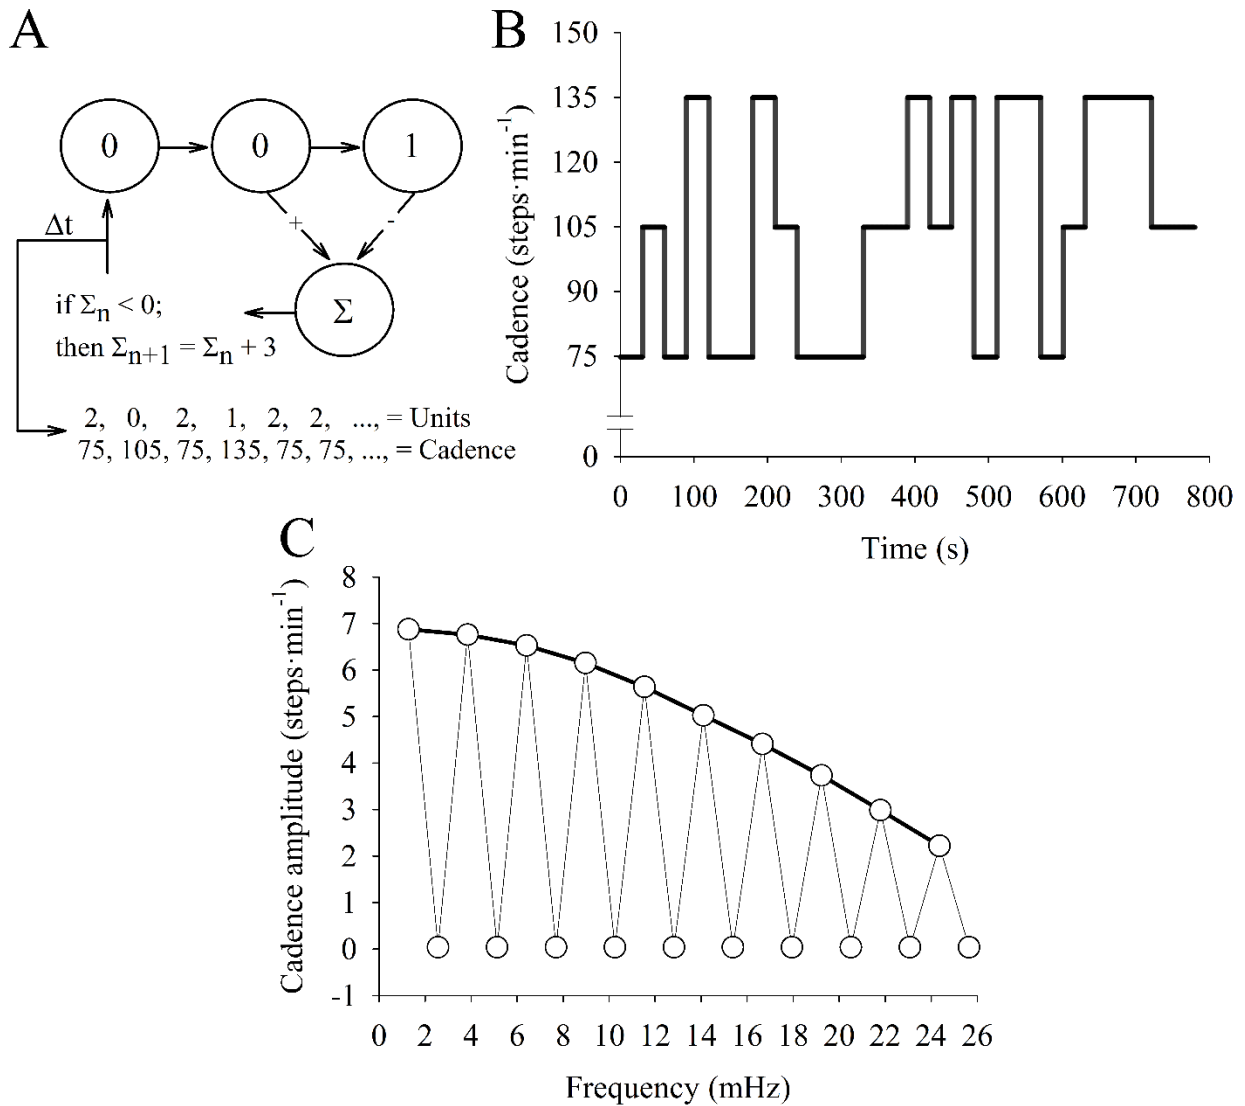 A
0 0 1
Δt
+ -
Σ
if Σn < 0;
then Σn+1 = Σn + 3
2, 0, 2, 1, 2, 2, ..., = Units
75, 105, 75, 135, 75, 75, ..., = Cadence
B
Cadence (steps·min-1)
150
135
120
105
90
75
0
0 100 200 300 400 500 600 700 800
Time (s)
C
Cadence amplitude (steps·min-1)
8
7
6
5
4
3
2
1
0
-1
0 2 4 6 8 10 12 14 16 18 20 22 24 26
Frequency (mHz)